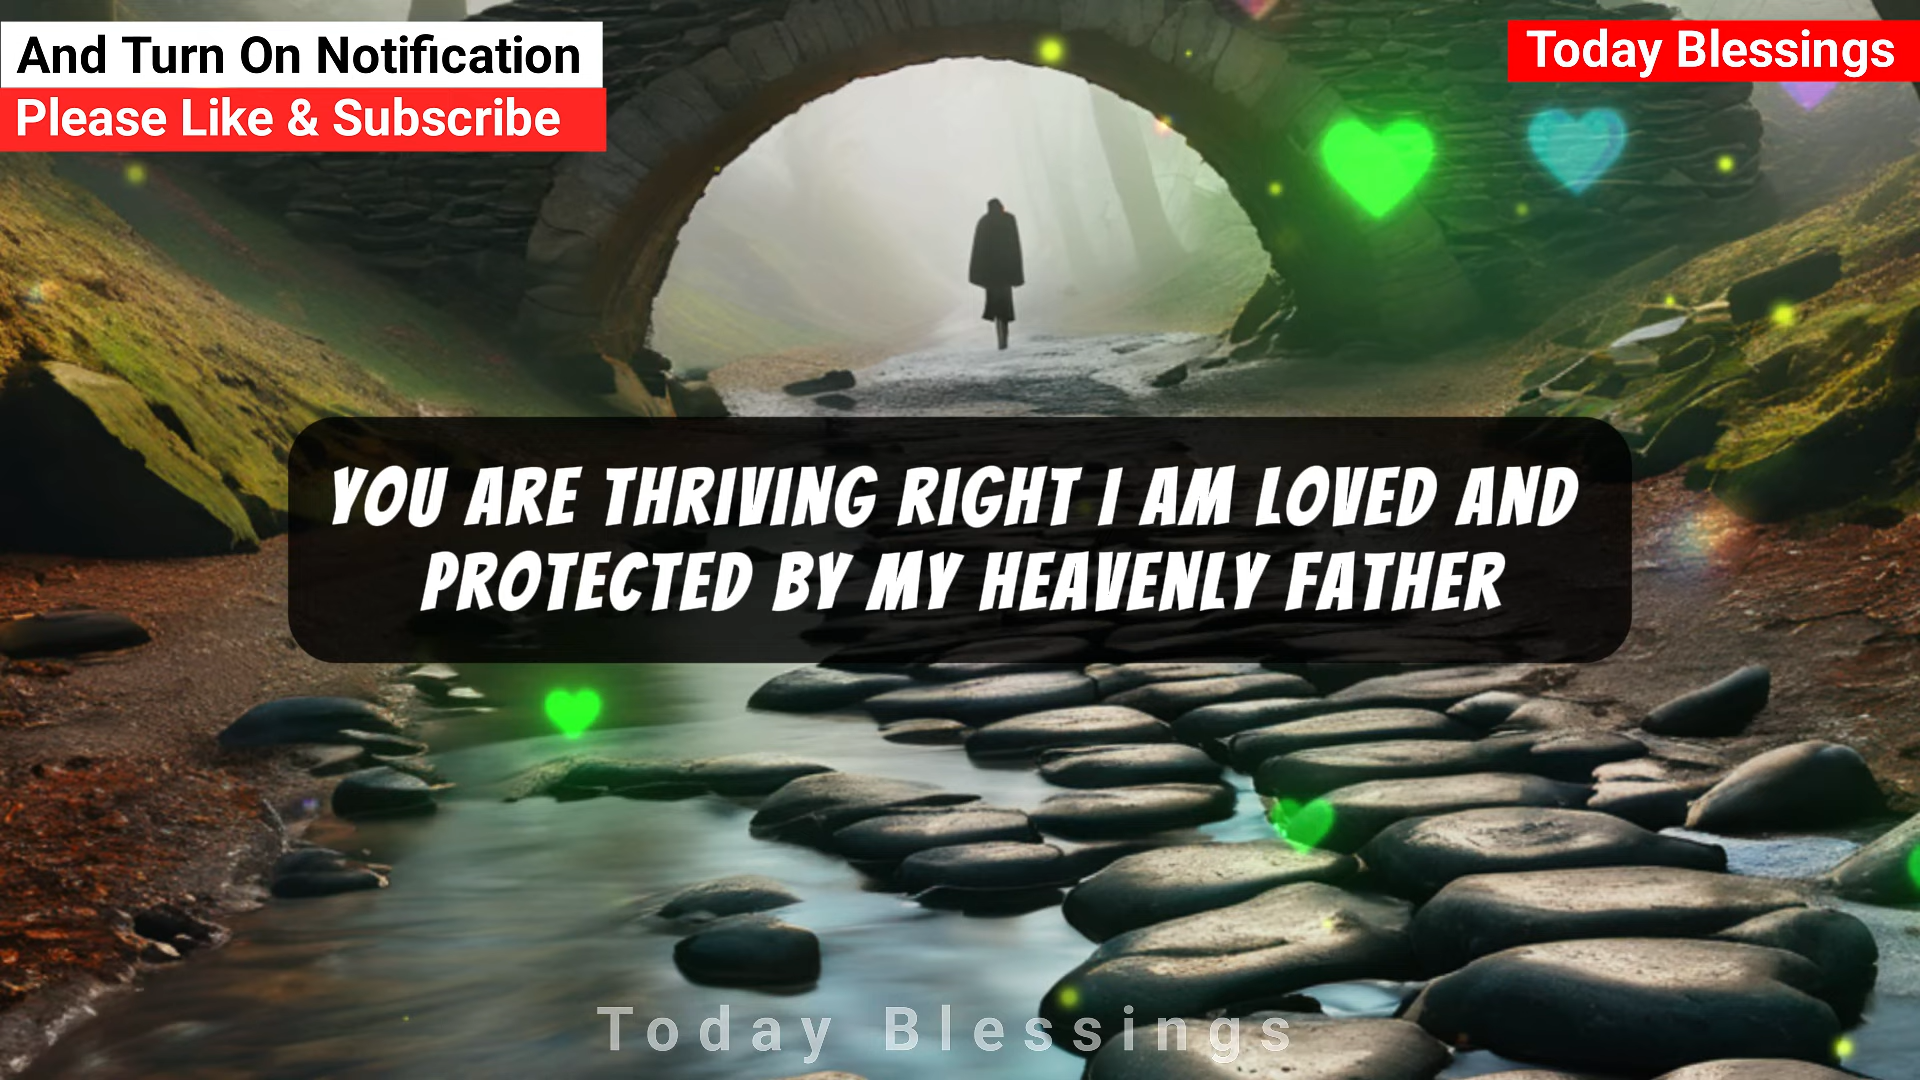 And Turn On Notification
Please Like & Subscribe
Today Blessings
YOU ARE THRIVING RIGHT I AM LOVED AND
PROTECTED BY MY HEAVENLY FATHER
Today Blessings